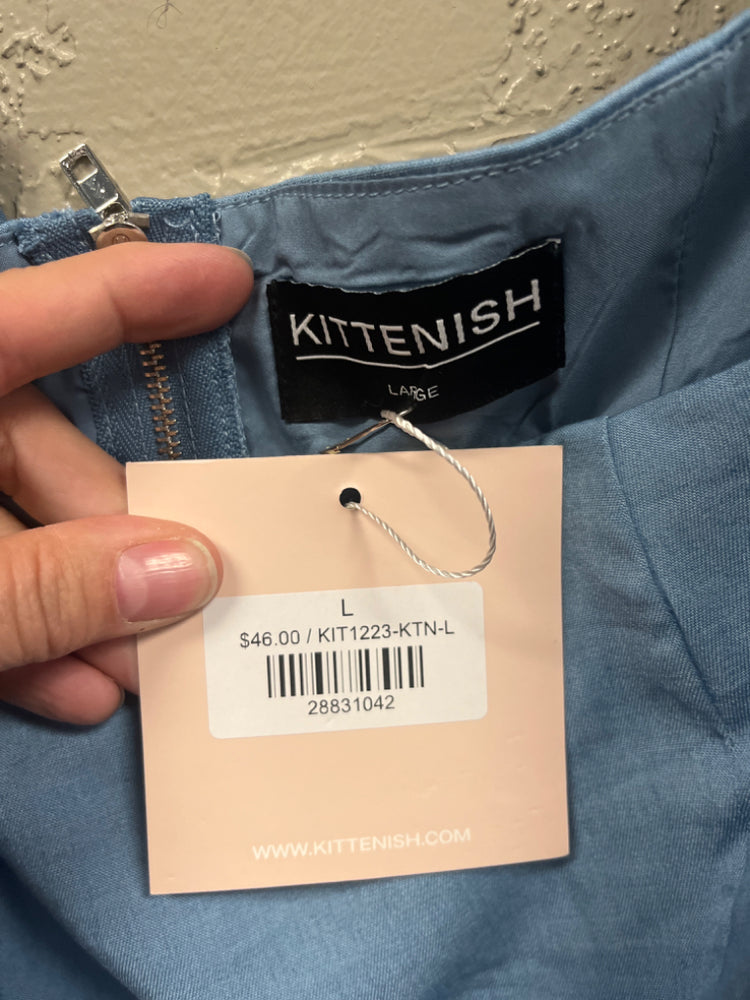 KITTENISH
LARGE
L
$46.00 / KIT1223-KTN-L
28831042
WWW.KITTENISH.COM